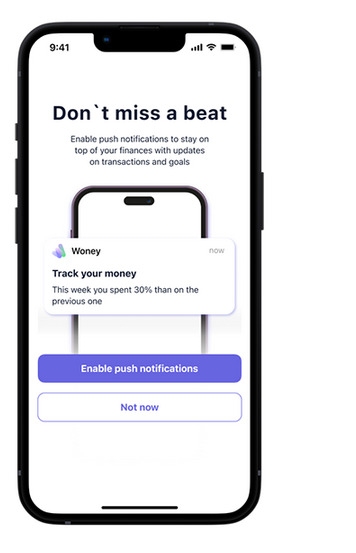 9:41
Don`t miss a beat
Enable push notifications to stay on
top of your finances with updates
on transactions and goals
Woney
now
Track your money
This week you spent 30% than on the
previous one
Enable push notifications
Not now